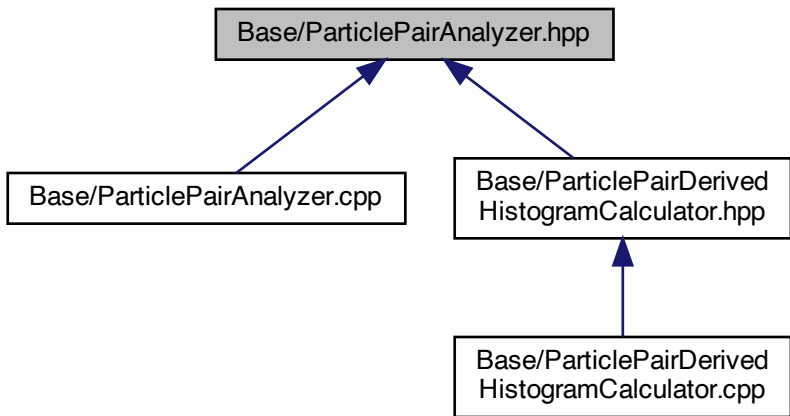 Base/ParticlePairAnalyzer.hpp
Base/ParticlePairAnalyzer.cpp
Base/ParticlePairDerived
HistogramCalculator.hpp
Base/ParticlePairDerived
HistogramCalculator.cpp